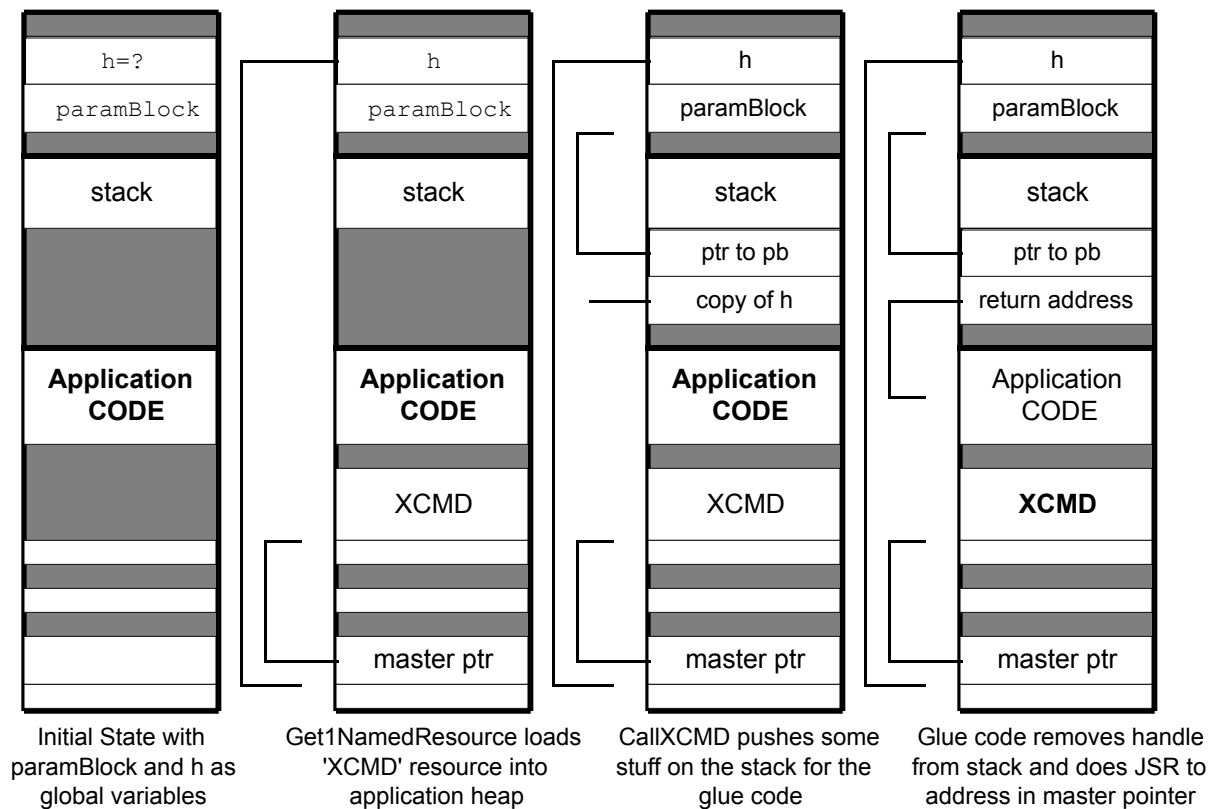 h=?
paramBlock
stack
Application
CODE
Initial State with
paramBlock and h as
global variables
h
paramBlock
stack
Application
CODE
XCMD
master ptr
Get1NamedResource loads
'XCMD' resource into
application heap
h
paramBlock
stack
ptr to pb
copy of h
Application
CODE
XCMD
master ptr
CallXCMD pushes some
stuff on the stack for the
glue code
h
paramBlock
stack
ptr to pb
return address
Application
CODE
XCMD
master ptr
Glue code removes handle
from stack and does JSR to
address in master pointer